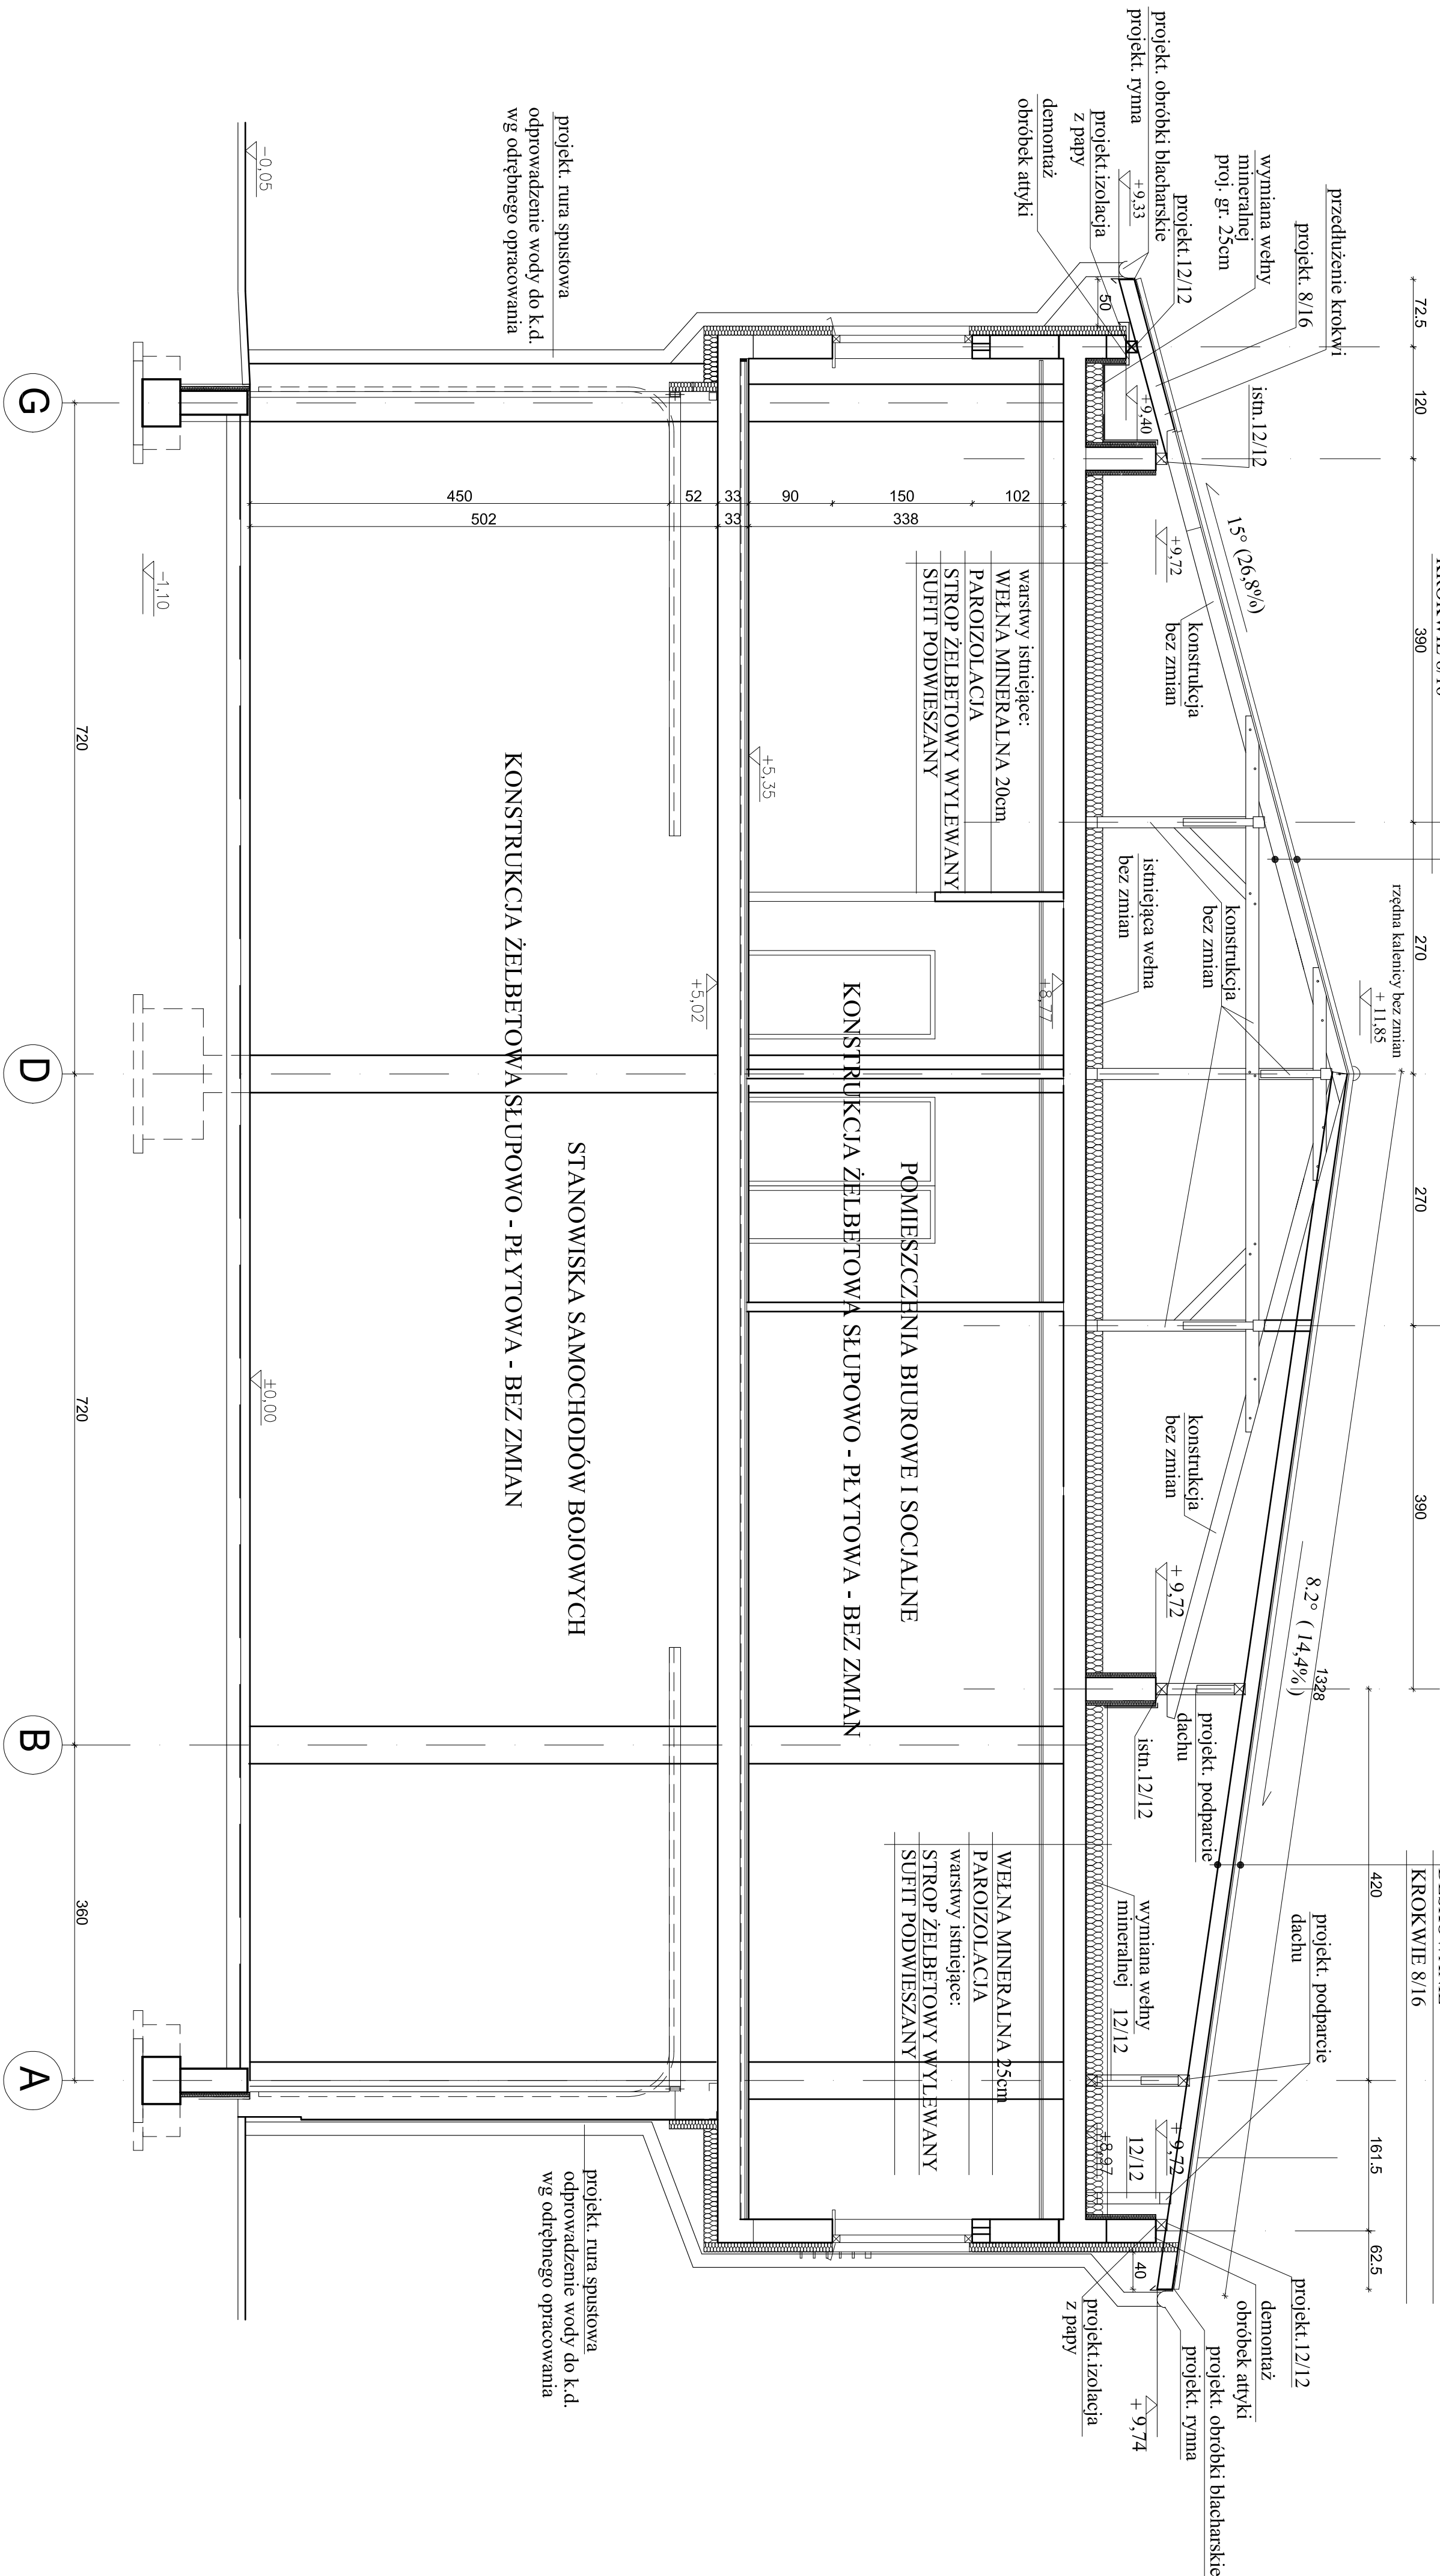 KROKWIE 8/16
72.5
120
390
270
270
390
420
161.5
62.5
przedłużenie krokwi
projekt. 8/16
wymiana wełny
mineralnej
proj. gr. 25cm
projekt. obróbki blacharskie
projekt. rynna
+9,33
projekt.12/12
projekt.izolacja
z papy
demontaż
obróbek attyki
50
+9,40
istn.12/12
15° (26,8%)
+9,72
konstrukcja
bez zmian
rzędna kalenicy bez zmian
+ 11,85
konstrukcja
bez zmian
istniejąca wełna
bez zmian
konstrukcja
bez zmian
8.2° ( 14,4% )
1328
+ 9,72
projekt. podparcie
dachu
istn.12/12
projekt. podparcie
dachu
wymiana wełny
mineralnej
12/12
+ 9,72
12/12
+8,97
projekt.12/12
demontaż
obróbek attyki
projekt. obróbki blacharskie
projekt. rynna
+ 9,74
40
projekt.izolacja
z papy
warstwy istniejące:
WEŁNA MINERALNA 20cm
PAROIZOLACJA
STROP ŻELBETOWY WYLEWANY
SUFIT PODWIESZANY
WEŁNA MINERALNA 25cm
PAROIZOLACJA
warstwy istniejące:
STROP ŻELBETOWY WYLEWANY
SUFIT PODWIESZANY
+8,77
POMIESZCZENIA BIUROWE I SOCJALNE
KONSTRUKCJA ŻELBETOWA SŁUPOWO - PŁYTOWA - BEZ ZMIAN
+5,35
+5,02
450
52
33
90
150
102
502
33
338
STANOWISKA SAMOCHODÓW BOJOWYCH
KONSTRUKCJA ŻELBETOWA SŁUPOWO - PŁYTOWA - BEZ ZMIAN
projekt. rura spustowa
odprowadzenie wody do k.d.
wg odrębnego opracowania
projekt. rura spustowa
odprowadzenie wody do k.d.
wg odrębnego opracowania
-0,05
±0,00
-1,10
720
720
360
G
D
B
A
KROKWIE 8/16